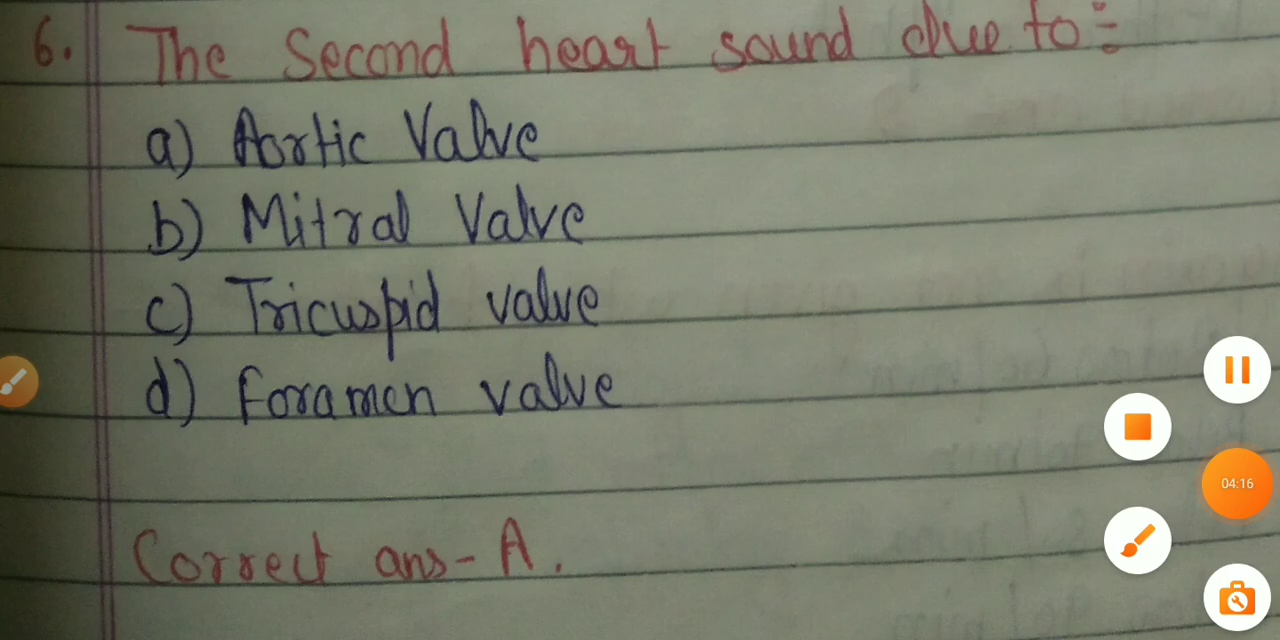 6. The Second heart sound due to:-
a) Aortic Valve
b) Mitral Valve
c) Tricuspid valve
d) Foramen valve
Correct ans- A.
04:16